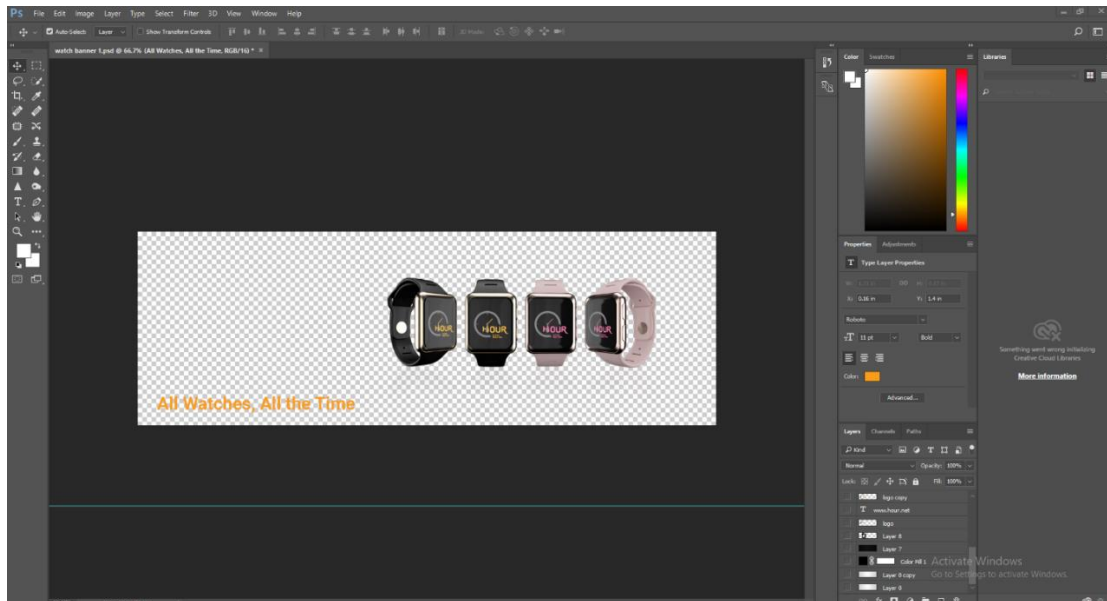 Ps File Edit Image Layer Type Select Filter 3D View Window Help
Auto-Select: Layer Show Transform Controls 3D Mode:
watch banner 1.psd @ 66.7% (All Watches, All the Time, RGB/16) * ×
Color Swatches
Libraries
HOUR HOUR HOUR HOUR
All Watches, All the Time
Properties Adjustments
T Type Layer Properties
X: 0.86 in Y: 1.4 in
Roboto
11 pt Bold
Color:
Advanced...
Something went wrong initializing
Creative Cloud Libraries
More information
Layers Channels Paths
Kind
Normal Opacity: 100%
Lock: Fill: 100%
logo copy
T www.hour.net
logo
Layer 8
Layer 7
Color Fill 1
Layer 9 copy
Layer 9
Activate Windows
Go to Settings to activate Windows.